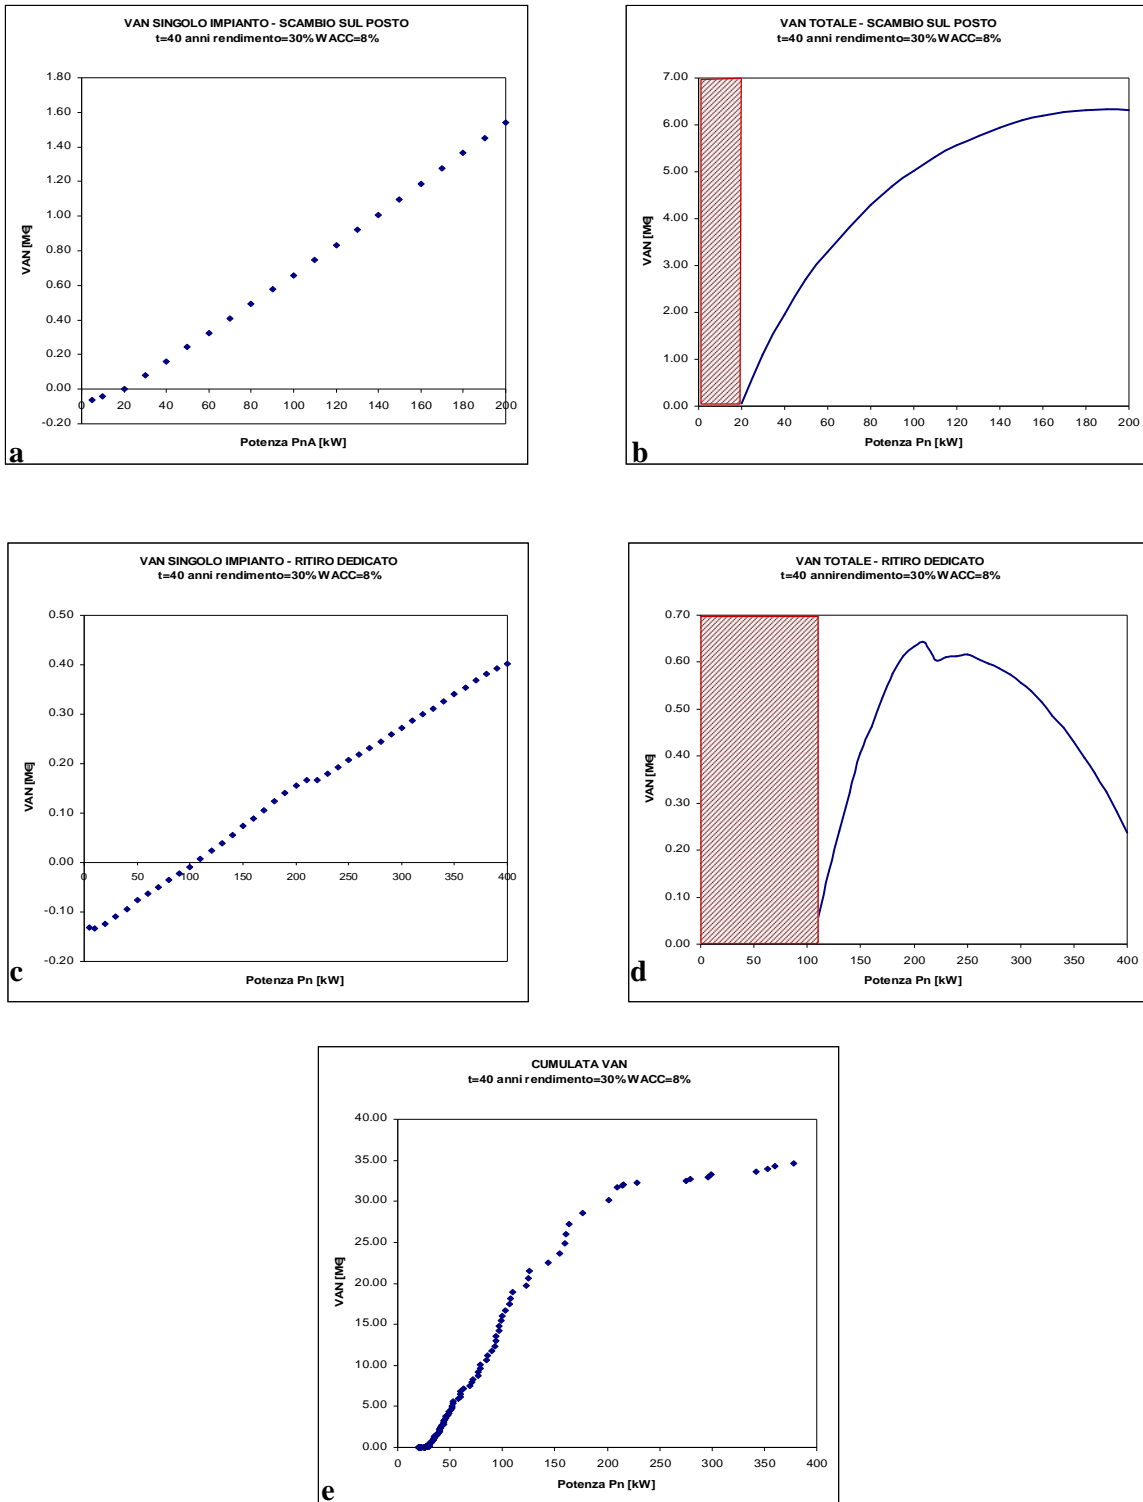 VAN SINGOLO IMPIANTO - SCAMBIO SUL POSTO
t=40 anni rendimento=30% WACC=8%
1.80
1.60
1.40
1.20
1.00
0.80
0.60
0.40
0.20
0.00
-0.20
VAN [M€]
0 20 40 60 80 100 120 140 160 180 200
Potenza PnA [kW]
a
VAN TOTALE - SCAMBIO SUL POSTO
t=40 anni rendimento=30% WACC=8%
7.00
6.00
5.00
4.00
3.00
2.00
1.00
0.00
VAN [M€]
0 20 40 60 80 100 120 140 160 180 200
Potenza Pn [kW]
b
VAN SINGOLO IMPIANTO - RITIRO DEDICATO
t=40 anni rendimento=30% WACC=8%
0.50
0.40
0.30
0.20
0.10
0.00
-0.10
-0.20
VAN [M€]
0 50 100 150 200 250 300 350 400
Potenza Pn [kW]
c
VAN TOTALE - RITIRO DEDICATO
t=40 annirendimento=30% WACC=8%
0.70
0.60
0.50
0.40
0.30
0.20
0.10
0.00
VAN [M€]
0 50 100 150 200 250 300 350 400
Potenza Pn [kW]
d
CUMULATA VAN
t=40 anni rendimento=30% WACC=8%
40.00
35.00
30.00
25.00
20.00
15.00
10.00
5.00
0.00
VAN [M€]
0 50 100 150 200 250 300 350 400
Potenza Pn [kW]
e